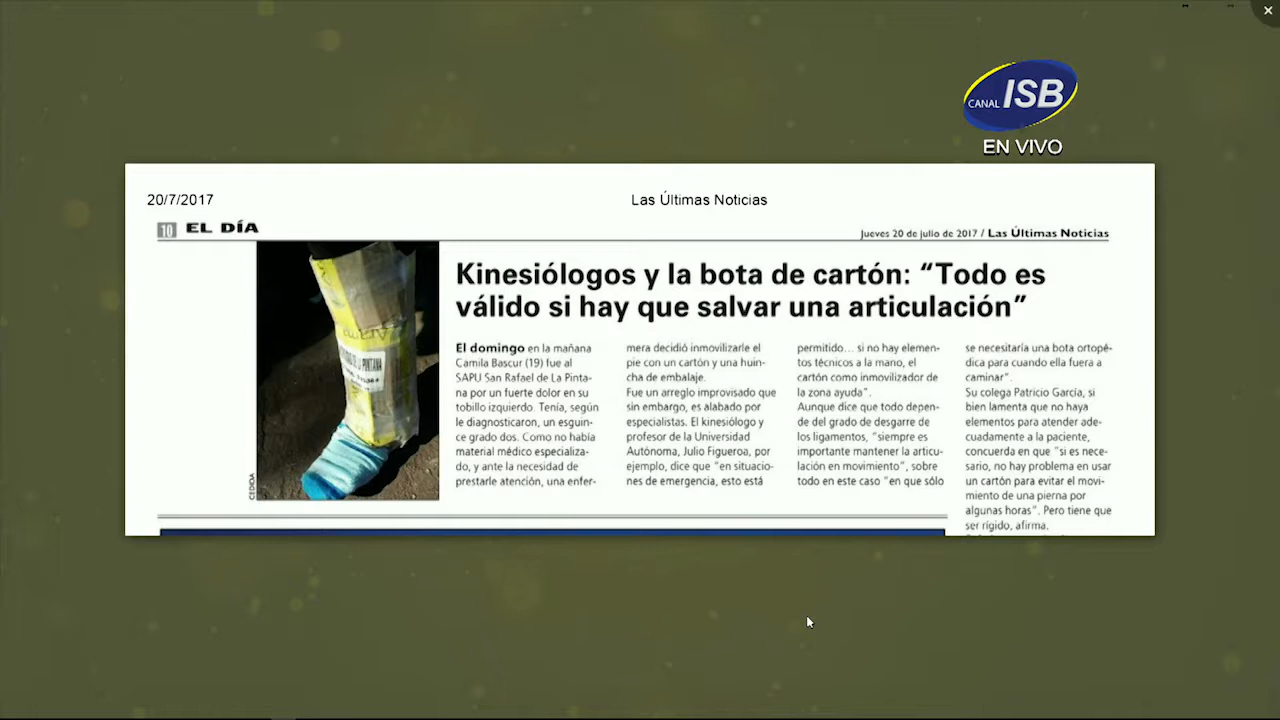 CANAL ISB
EN VIVO
20/7/2017
Las Últimas Noticias
10 EL DÍA
Jueves 20 de julio de 2017 / Las Últimas Noticias
Kinesiólogos y la bota de cartón: “Todo es
válido si hay que salvar una articulación”
CEDIDA
El domingo en la mañana
Camila Bascur (19) fue al
SAPU San Rafael de La Pinta-
na por un fuerte dolor en su
tobillo izquierdo. Tenía, según
le diagnosticaron, un esguin-
ce grado dos. Como no había
material médico especializa-
do, y ante la necesidad de
prestarle atención, una enfer-
mera decidió inmovilizarle el
pie con un cartón y una huin-
cha de embalaje.
Fue un arreglo improvisado que
sin embargo, es alabado por
especialistas. El kinesiólogo y
profesor de la Universidad
Autónoma, Julio Figueroa, por
ejemplo, dice que “en situacio-
nes de emergencia, esto está
permitido... si no hay elemen-
tos técnicos a la mano, el
cartón como inmovilizador de
la zona ayuda”.
Aunque dice que todo depen-
de del grado de desgarre de
los ligamentos, “siempre es
importante mantener la articu-
lación en movimiento”, sobre
todo en este caso “en que sólo
se necesitaría una bota ortopé-
dica para cuando ella fuera a
caminar”.
Su colega Patricio García, si
bien lamenta que no haya
elementos para atender ade-
cuadamente a la paciente,
concuerda en que “si es nece-
sario, no hay problema en usar
un cartón para evitar el movi-
miento de una pierna por
algunas horas”. Pero tiene que
ser rígido, afirma.